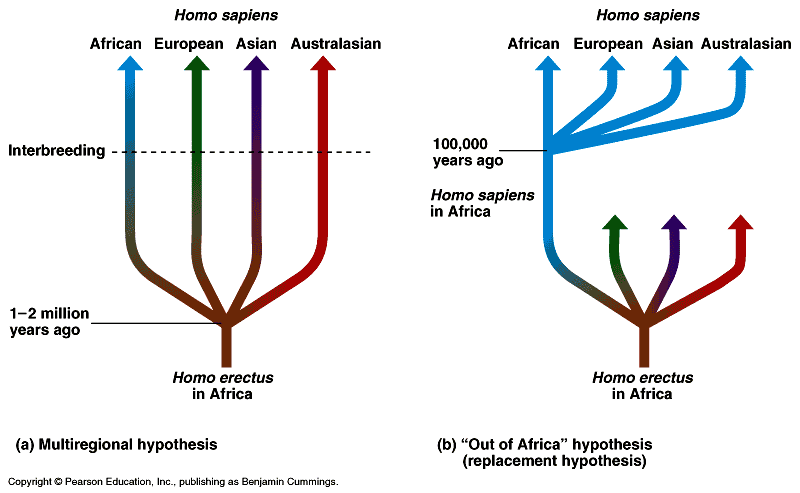 Homo sapiens
African European Asian Australasian
Interbreeding
1–2 million
years ago
Homo erectus
in Africa
(a) Multiregional hypothesis
Homo sapiens
African European Asian Australasian
100,000
years ago
Homo sapiens
in Africa
Homo erectus
in Africa
(b) “Out of Africa” hypothesis
(replacement hypothesis)
Copyright © Pearson Education, Inc., publishing as Benjamin Cummings.